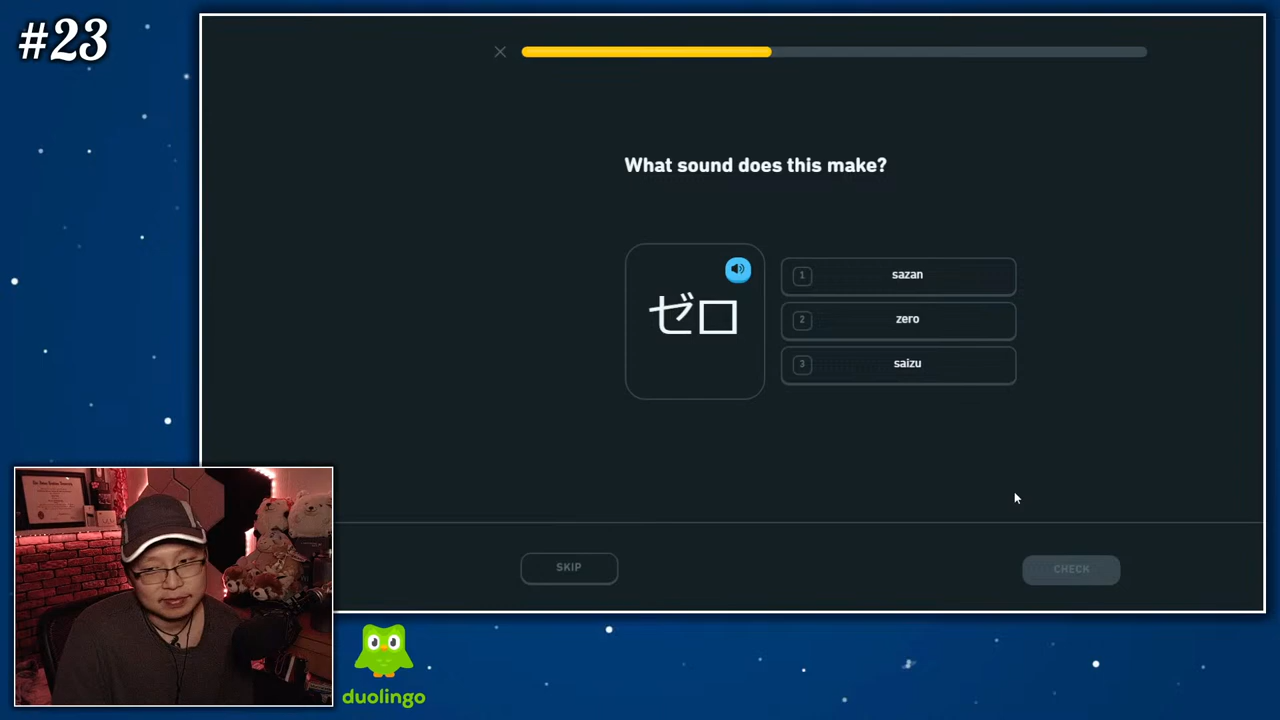 #23
What sound does this make?
ゼロ
1 sazan
2 zero
3 saizu
SKIP
CHECK
duolingo